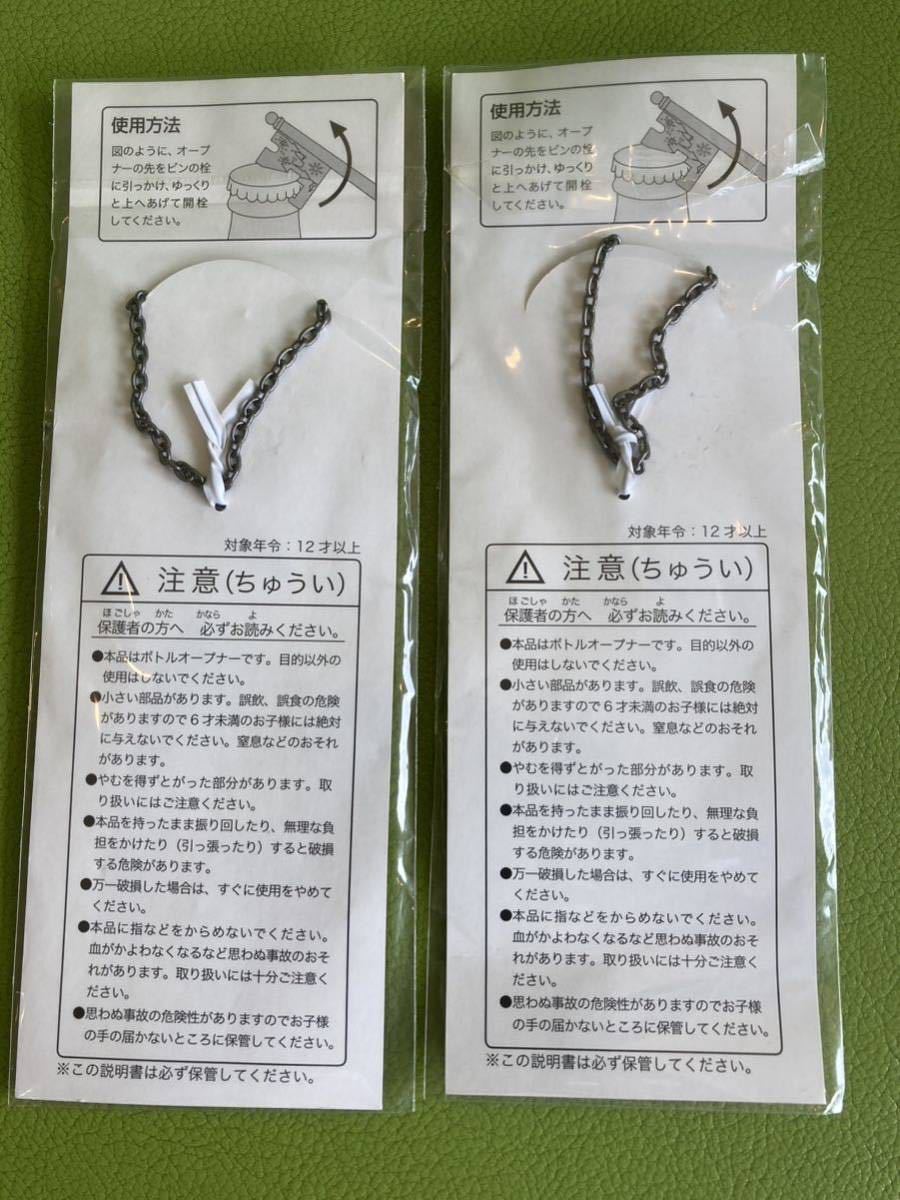 使用方法
図のように、オープ
ナーの先をビンの栓
に引っかけ、ゆっくり
と上へあげて開栓
してください。
対象年令：12才以上
注意(ちゅうい)
ほごしゃ かた かなら よ
保護者の方へ 必ずお読みください。
●本品はボトルオープナーです。目的以外の
使用はしないでください。
●小さい部品があります。誤飲、誤食の危険
がありますので６才未満のお子様には絶対
に与えないでください。窒息などのおそれ
があります。
●やむを得ずとがった部分があります。取
り扱いにはご注意ください。
●本品を持ったまま振り回したり、無理な負
担をかけたり（引っ張ったり）すると破損
する危険があります。
●万一破損した場合は、すぐに使用をやめて
ください。
●本品に指などをからめないでください。
血がかよわなくなるなど思わぬ事故のおそ
れがあります。取り扱いには十分ご注意く
ださい。
●思わぬ事故の危険性がありますのでお子様
の手の届かないところに保管してください。
※この説明書は必ず保管してください。
使用方法
図のように、オープ
ナーの先をビンの栓
に引っかけ、ゆっくり
と上へあげて開栓
してください。
対象年令：12才以上
注意(ちゅうい)
ほごしゃ かた かなら よ
保護者の方へ 必ずお読みください。
●本品はボトルオープナーです。目的以外の
使用はしないでください。
●小さい部品があります。誤飲、誤食の危険
がありますので６才未満のお子様には絶対
に与えないでください。窒息などのおそれ
があります。
●やむを得ずとがった部分があります。取
り扱いにはご注意ください。
●本品を持ったまま振り回したり、無理な負
担をかけたり（引っ張ったり）すると破損
する危険があります。
●万一破損した場合は、すぐに使用をやめて
ください。
●本品に指などをからめないでください。
血がかよわなくなるなど思わぬ事故のおそ
れがあります。取り扱いには十分ご注意く
ださい。
●思わぬ事故の危険性がありますのでお子様
の手の届かないところに保管してください。
※この説明書は必ず保管してください。